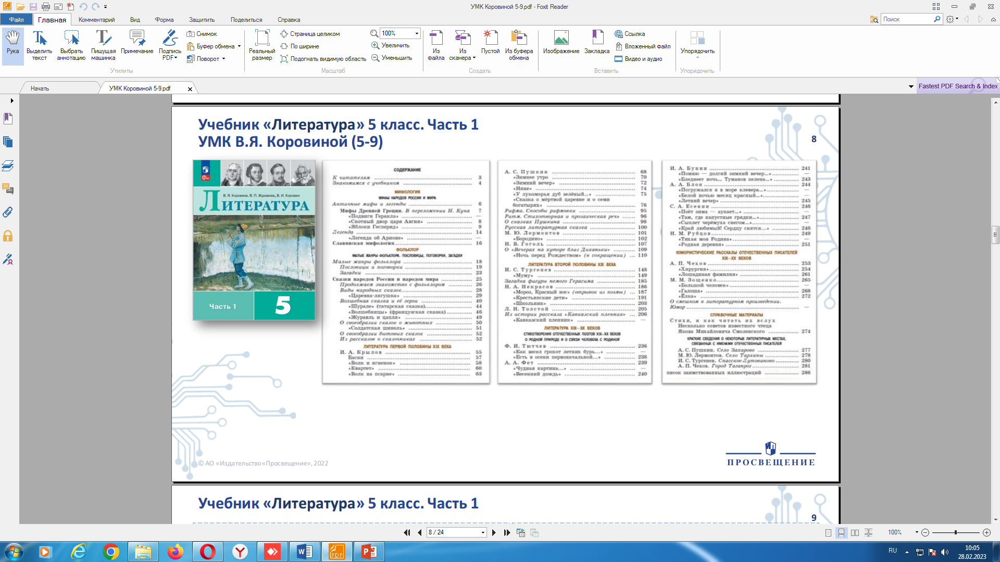 УМК Коровиной 5-9.pdf - Foxit Reader
Файл Главная Комментарий Вид Форма Защитить Поделиться Справка
Поиск
Рука
Выделить текст
Выбрать аннотацию
Пишущая машинка
Примечание
Подпись PDF
Снимок
Буфер обмена
Поворот
Утилиты
Реальный размер
Страница целиком
По ширине
Подогнать видимую область
100%
Увеличить
Уменьшить
Масштаб
Из файла
Из сканера
Пустой
Из буфера обмена
Создать
Изображение
Закладка
Ссылка
Вложенный файл
Видео и аудио
Вставить
Упорядочить
Упорядочить
Начать
УМК Коровиной 5-9.pdf
Fastest PDF Search & Index
Учебник «Литература» 5 класс. Часть 1
УМК В.Я. Коровиной (5-9)
8
В. Я. Коровина, В. П. Журавлев, В. И. Коровин
ЛИТЕРАТУРА
Часть 1
5
СОДЕРЖАНИЕ
К читателям 3
Знакомимся с учебником 4
МИФОЛОГИЯ
МИФЫ НАРОДОВ РОССИИ И МИРА
Античные мифы и легенды 6
Мифы Древней Греции. В переложении Н. Куна 7
«Подвиги Геракла» —
«Скотный двор царя Авгия» 8
«Яблоки Гесперид» 9
Легенда 14
«Легенда об Арионе» —
Славянская мифология 16
ФОЛЬКЛОР
МАЛЫЕ ЖАНРЫ ФОЛЬКЛОРА. ПОСЛОВИЦЫ, ПОГОВОРКИ, ЗАГАДКИ
Малые жанры фольклора 18
Пословицы и поговорки 19
Загадки 23
Сказки народов России и народов мира 25
Продолжаем знакомство с фольклором 26
Виды народных сказок 28
«Царевна-лягушка» 29
Волшебная сказка и её герои 40
«Шурале» (татарская сказка) 44
«Волшебницы» (французская сказка) 46
«Журавль и цапля» 49
О своеобразии сказок о животных 50
«Солдатская шинель» 51
О своеобразии бытовых сказок 52
Из рассказов о сказочниках 52
ЛИТЕРАТУРА ПЕРВОЙ ПОЛОВИНЫ XIX ВЕКА
И. А. Крылов 55
Басни 57
«Волк и ягненок» 58
«Квартет» 60
«Волк на псарне» 63
А. С. Пушкин 68
«Зимнее утро» 70
«Зимний вечер» 72
«Няне» 74
«У лукоморья дуб зелёный...» 75
«Сказка о мёртвой царевне и о семи
богатырях» 76
Рифма. Способы рифмовки 95
Ритм. Стихотворная и прозаическая речь 96
О сказках Пушкина 98
Русская литературная сказка 100
М. Ю. Лермонтов 101
«Бородино» 102
Н. В. Гоголь 107
О «Вечерах на хуторе близ Диканьки» 109
«Ночь перед Рождеством» (в сокращении) 110
ЛИТЕРАТУРА ВТОРОЙ ПОЛОВИНЫ XIX ВЕКА
И. С. Тургенев 148
«Муму» 149
Загадка фигуры немого Герасима 185
Н. А. Некрасов 186
«Мороз, Красный нос» (отрывок из поэмы) 187
«Крестьянские дети» 191
«Школьник» 203
Л. Н. Толстой 205
Из истории рассказа «Кавказский пленник» 206
«Кавказский пленник» —
ЛИТЕРАТУРА XIX—XX ВЕКОВ
СТИХОТВОРЕНИЯ ОТЕЧЕСТВЕННЫХ ПОЭТОВ XIX—XX ВЕКОВ
О РОДНОЙ ПРИРОДЕ И О СВЯЗИ ЧЕЛОВЕКА С РОДИНОЙ
Ф. И. Тютчев 236
«Как весел грохот летних бурь...» —
«Есть в осени первоначальной...» 238
А. А. Фет 239
«Чудная картина...» —
«Весенний дождь» 240
И. А. Бунин 241
«Помню — долгий зимний вечер...» —
«Бледнеет ночь... Туманов пелена...» 243
А. А. Блок 244
«Погружался я в море клевера...» —
«Белой ночью месяц красный...» —
«Летний вечер» 245
С. А. Есенин 246
«Поёт зима — аукает...» —
«Там, где капустные грядки...» 247
«Сыплет черёмуха снегом...» —
«Край любимый! Сердцу снятся...» 248
Н. М. Рубцов 249
«Тихая моя Родина» —
«Родная деревня» 251
ЮМОРИСТИЧЕСКИЕ РАССКАЗЫ ОТЕЧЕСТВЕННЫХ ПИСАТЕЛЕЙ
XIX—XX ВЕКОВ
А. П. Чехов 253
«Хирургия» 254
«Лошадиная фамилия» 261
М. М. Зощенко 265
«Большой человек» —
«Галоша» 268
«Ёлка» 272
О смешном в литературном произведении.
Юмор —
СПРАВОЧНЫЕ МАТЕРИАЛЫ
Стихи, и как читать их вслух
Несколько советов известного чтеца
Якова Михайловича Смоленского 274
КРАТКИЕ СВЕДЕНИЯ О НЕКОТОРЫХ ЛИТЕРАТУРНЫХ МЕСТАХ,
СВЯЗАННЫХ С ИМЕНАМИ ОТЕЧЕСТВЕННЫХ ПИСАТЕЛЕЙ
А. С. Пушкин. Село Захарово 277
М. Ю. Лермонтов. Село Тарханы 278
И. С. Тургенев. Спасское-Лутовиново 280
А. П. Чехов. Город Таганрог 281
писок заимствованных иллюстраций 286
© АО «Издательство «Просвещение», 2022
ПРОСВЕЩЕНИЕ
Учебник «Литература» 5 класс. Часть 1
9
8 / 24
100%
RU
10:05
28.02.2023